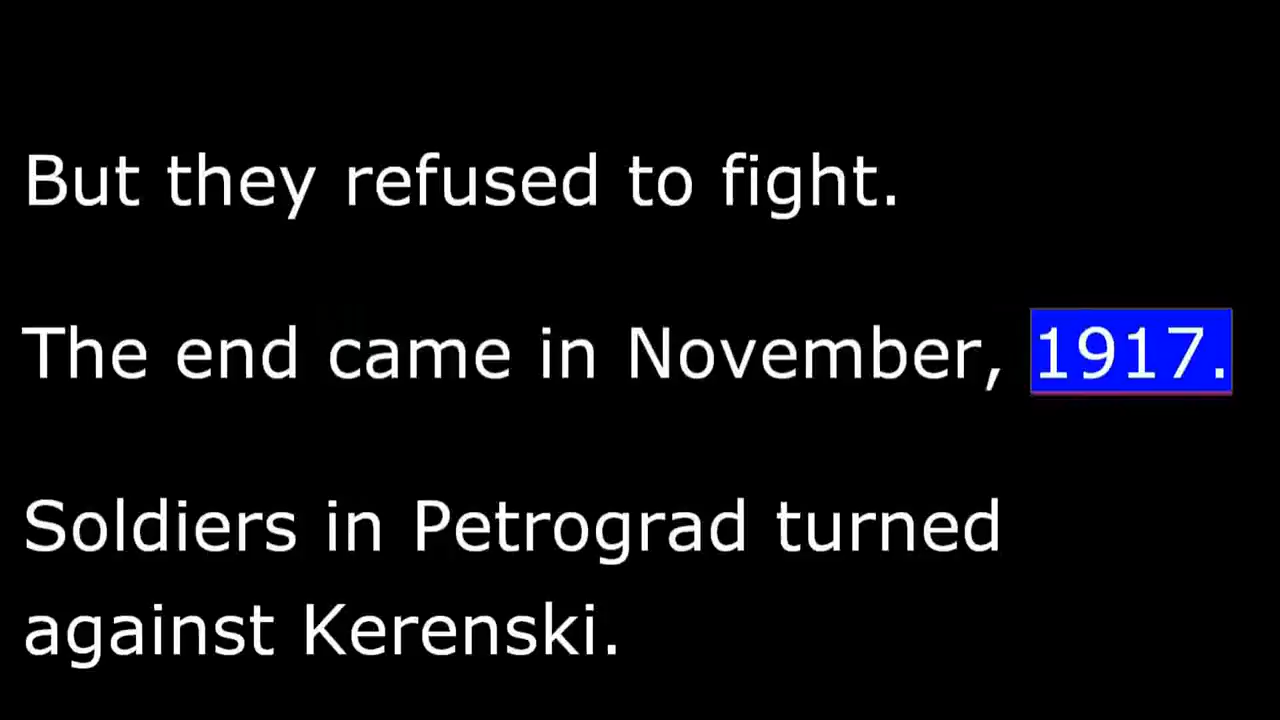 But they refused to fight.
The end came in November, 1917.
Soldiers in Petrograd turned
against Kerenski.